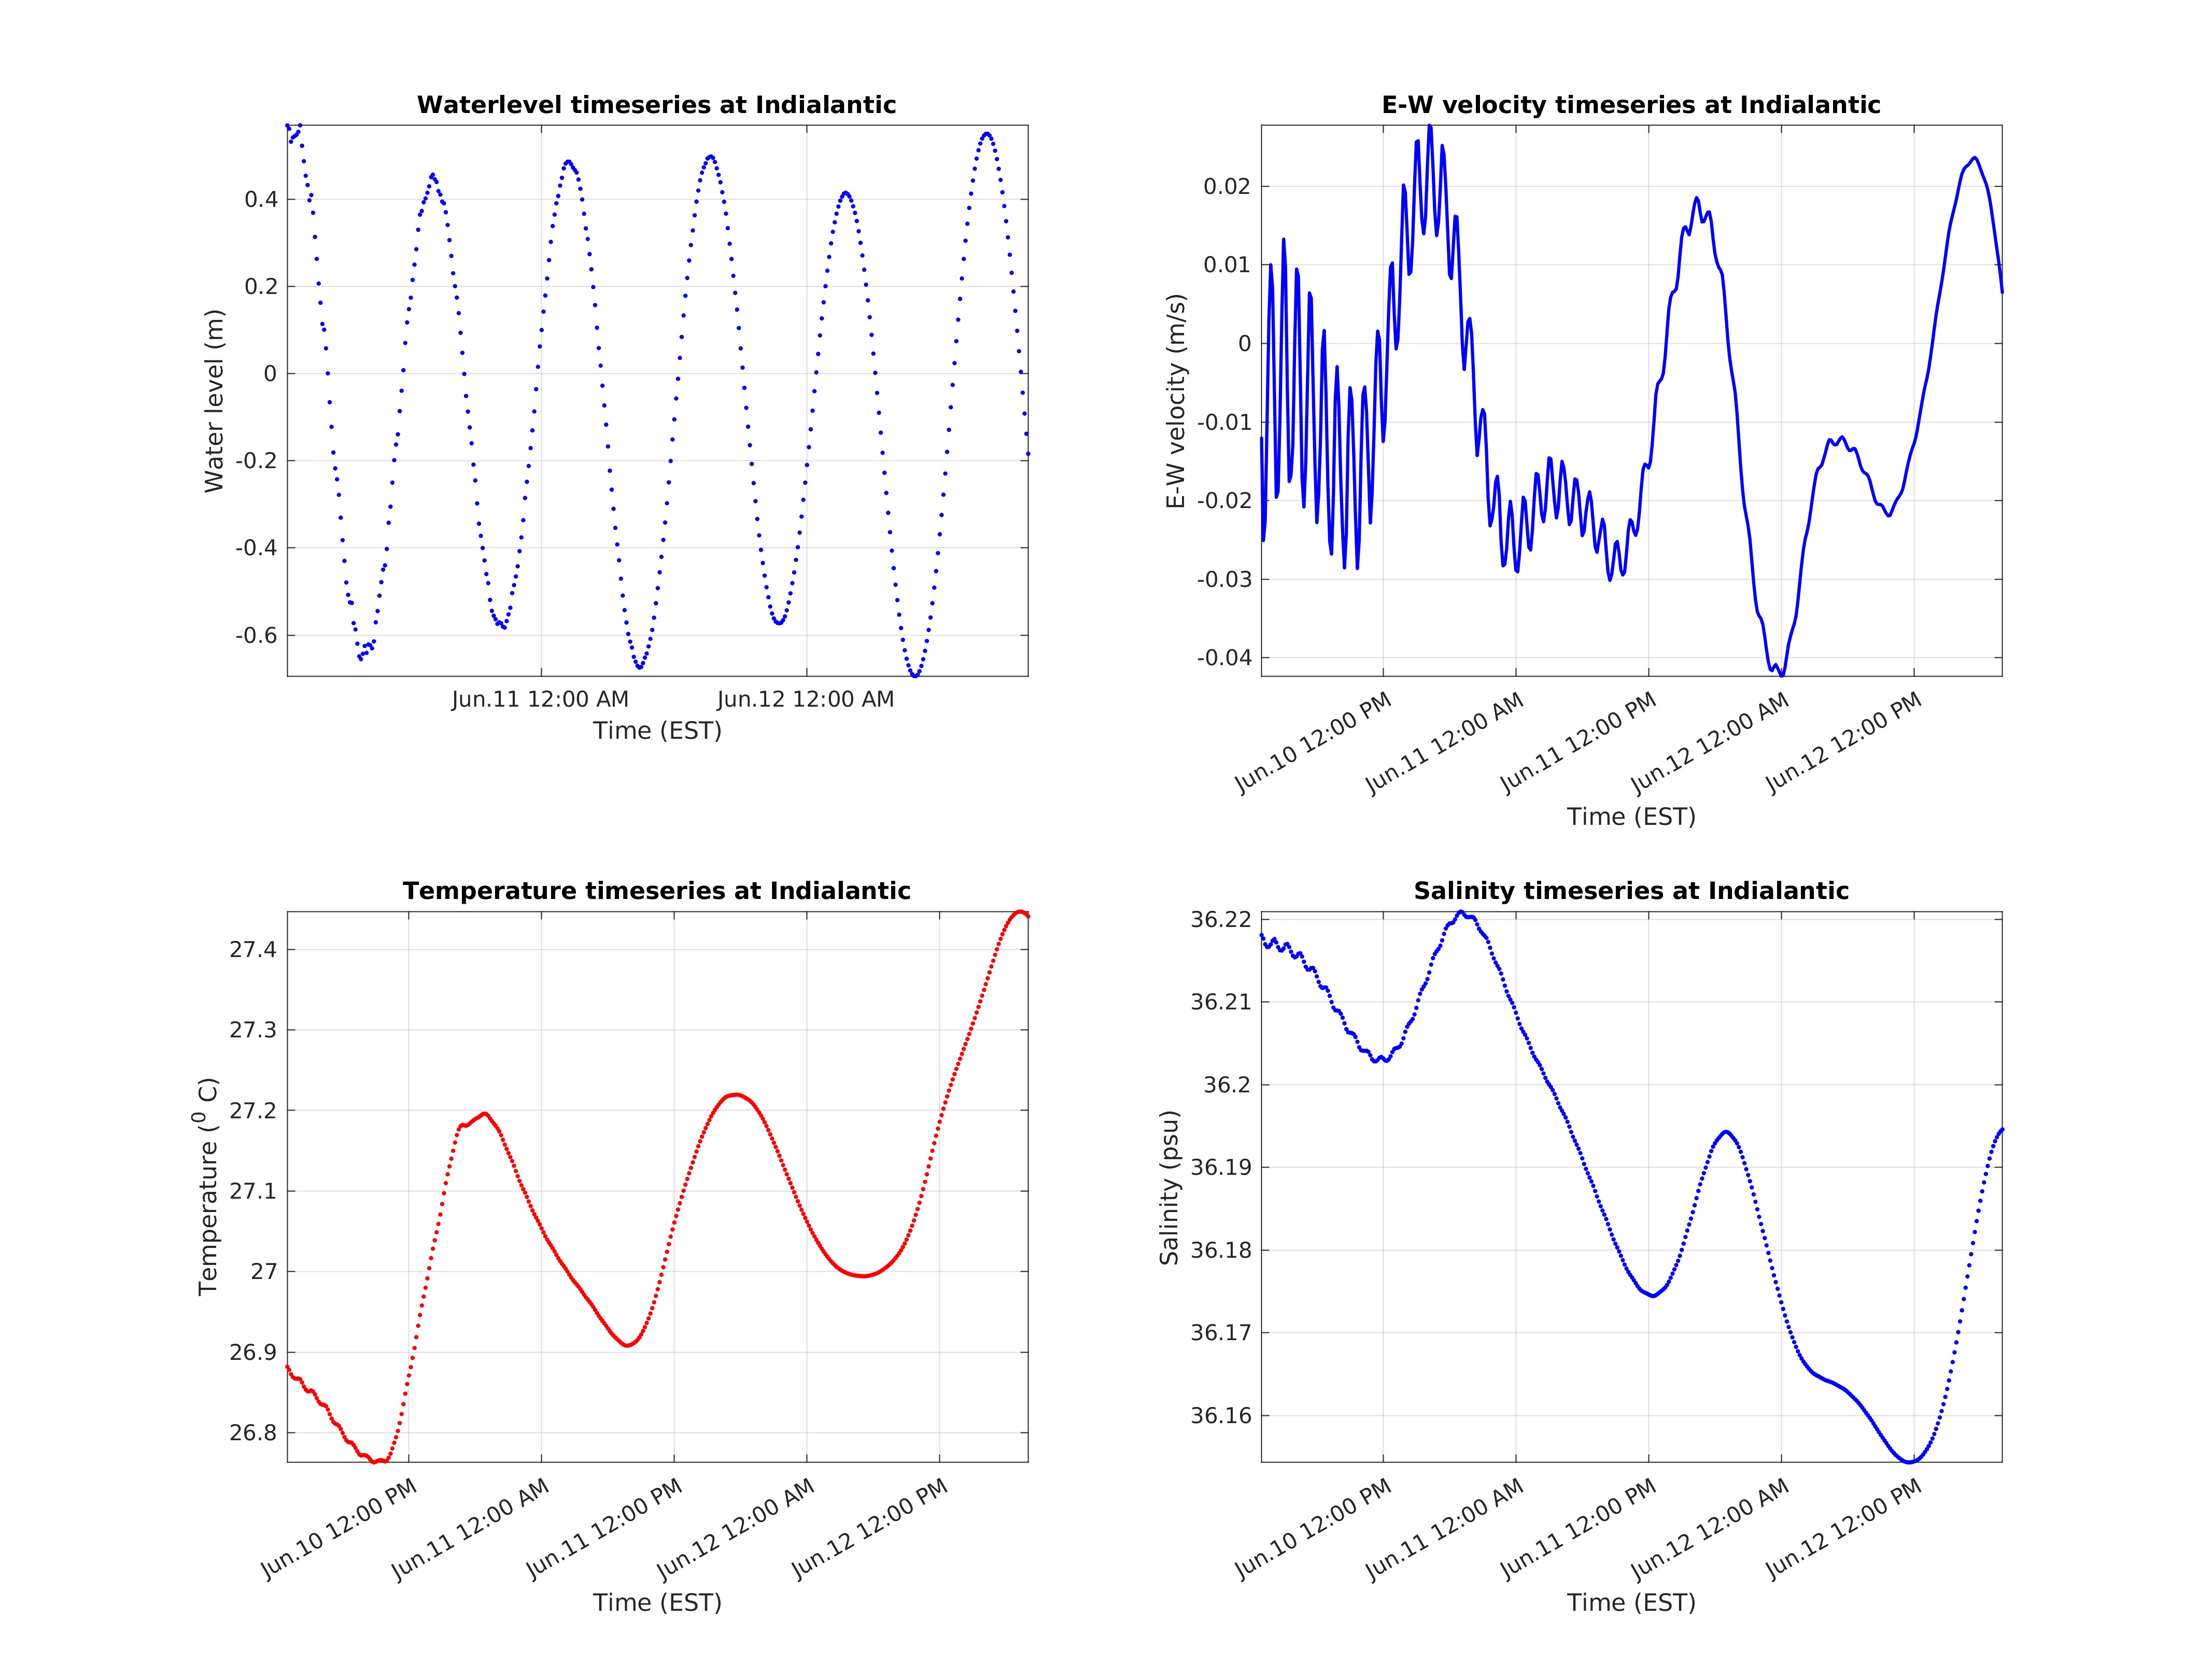 Waterlevel timeseries at Indialantic
0.4
0.2
0
-0.2
-0.4
-0.6
Water level (m)
Jun.11 12:00 AM
Jun.12 12:00 AM
Time (EST)
E-W velocity timeseries at Indialantic
0.02
0.01
0
-0.01
-0.02
-0.03
-0.04
E-W velocity (m/s)
Jun.10 12:00 PM
Jun.11 12:00 AM
Jun.11 12:00 PM
Jun.12 12:00 AM
Jun.12 12:00 PM
Time (EST)
Temperature timeseries at Indialantic
27.4
27.3
27.2
27.1
27
26.9
26.8
Temperature (⁰ C)
Jun.10 12:00 PM
Jun.11 12:00 AM
Jun.11 12:00 PM
Jun.12 12:00 AM
Jun.12 12:00 PM
Time (EST)
Salinity timeseries at Indialantic
36.22
36.21
36.2
36.19
36.18
36.17
36.16
Salinity (psu)
Jun.10 12:00 PM
Jun.11 12:00 AM
Jun.11 12:00 PM
Jun.12 12:00 AM
Jun.12 12:00 PM
Time (EST)